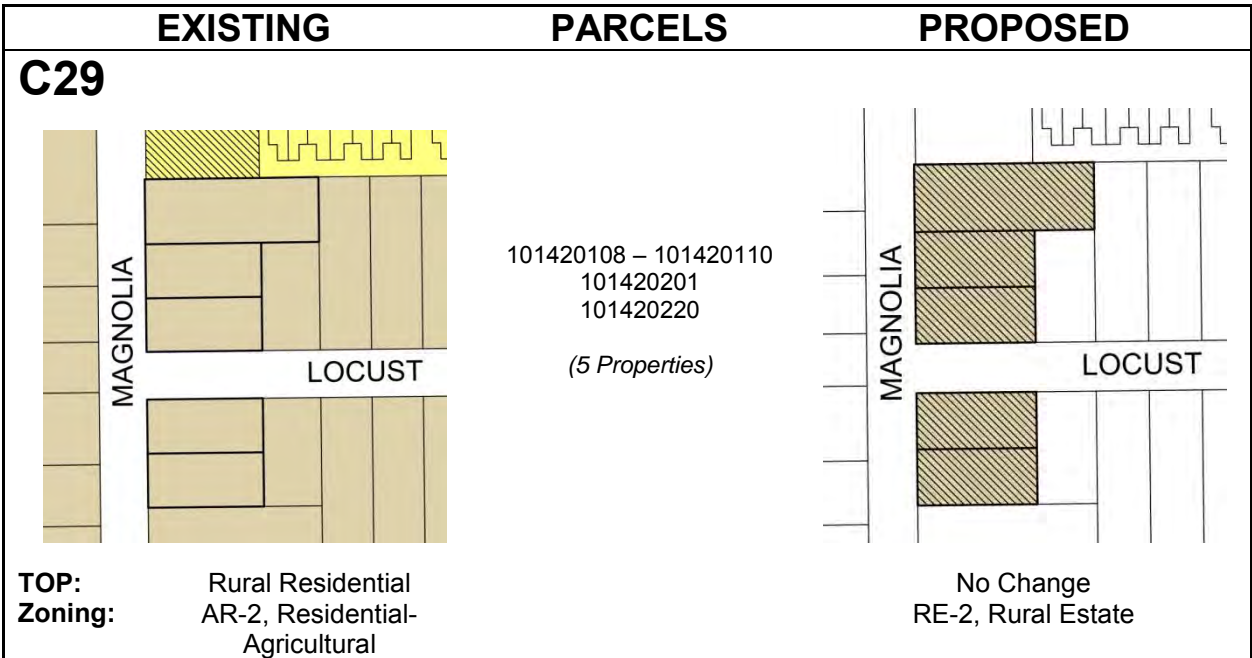 EXISTING PARCELS PROPOSED
C29
MAGNOLIA
LOCUST
101420108 – 101420110
101420201
101420220
(5 Properties)
MAGNOLIA
LOCUST
TOP: Rural Residential No Change
Zoning: AR-2, Residential- RE-2, Rural Estate
Agricultural